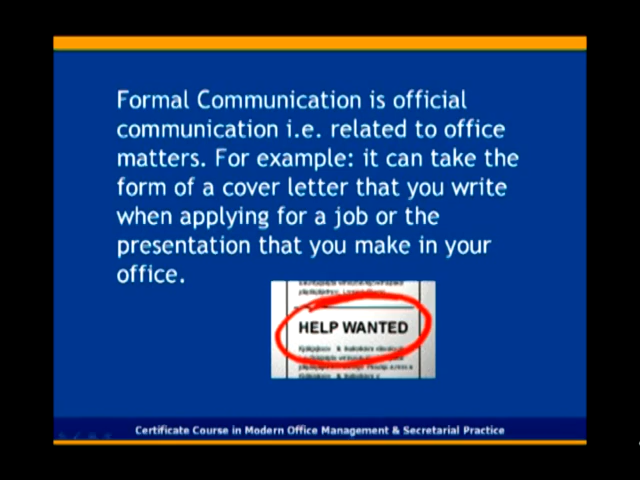 Formal Communication is official
communication i.e. related to office
matters. For example: it can take the
form of a cover letter that you write
when applying for a job or the
presentation that you make in your
office.
HELP WANTED
Certificate Course in Modern Office Management & Secretarial Practice